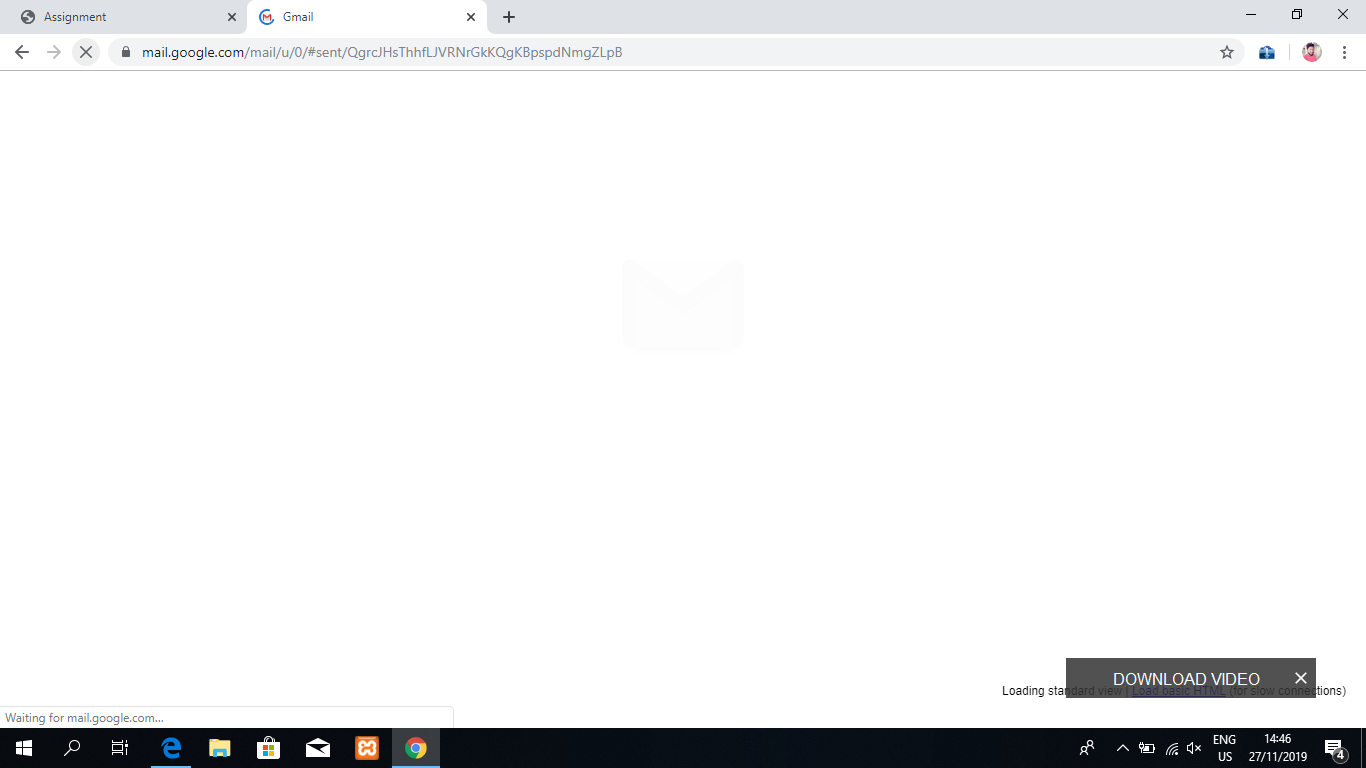 Assignment
Gmail
mail.google.com/mail/u/0/#sent/QgrcJHsThhfLJVRNrGkKQgKBpspdNmgZLpB
DOWNLOAD VIDEO
Loading standard view | Load basic HTML (for slow connections)
Waiting for mail.google.com...
ENG
US
14:46
27/11/2019
4